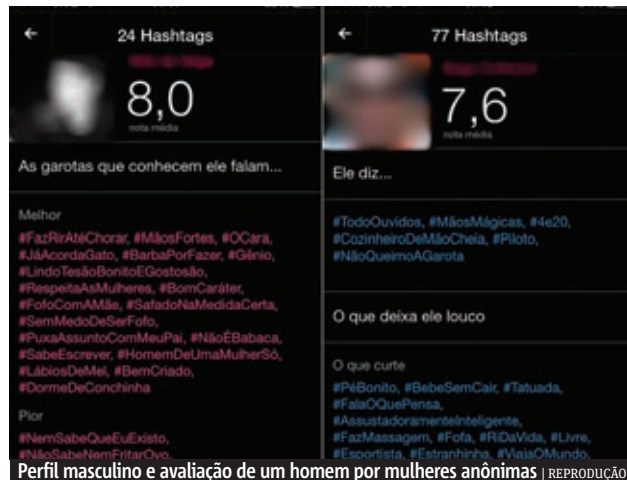 24 Hashtags
8,0
nota média
As garotas que conhecem ele falam...
Melhor
#FazRirAtéChorar, #MãosFortes, #OCara,
#JáAcordaGato, #BarbaPorFazer, #Gênio,
#LindoTesãoBonitoEGostosão,
#RespeitaAsMulheres, #BomCaráter,
#FofoComAMãe, #SafadoNaMedidaCerta,
#SemMedoDeSerFofo,
#PuxaAssuntoComMeuPai, #NãoÉBabaca,
#SabeEscrever, #HomemDeUmaMulherSó,
#LábiosDeMel, #BemCriado,
#DormeDeConchinha
Pior
#NemSabeQueEuExisto,
#NãoSabeNemFritarOvo,
77 Hashtags
7,6
nota média
Ele diz...
#TodoOuvidos, #MãosMágicas, #4e20,
#CozinheiroDeMãoCheia, #Piloto,
#NãoQueimoAGarota
O que deixa ele louco
O que curte
#PéBonito, #BebeSemCair, #Tatuada,
#FalaOQuePensa,
#AssustadoramenteInteligente,
#FazMassagem, #Fofa, #RiDaVida, #Livre,
#Esportista, #Estranhinha, #ViajaOMundo,
Perfil masculino e avaliação de um homem por mulheres anônimas | REPRODUÇÃO